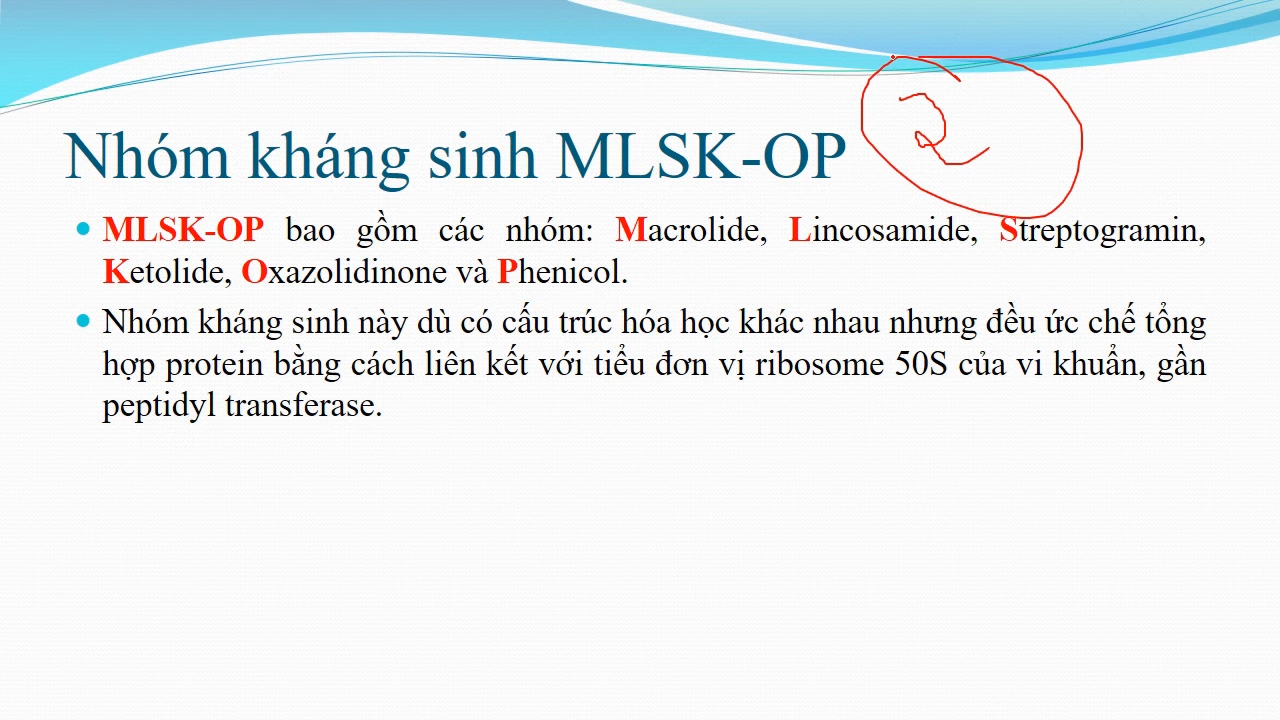 Nhóm kháng sinh MLSK-OP
MLSK-OP bao gồm các nhóm: Macrolide, Lincosamide, Streptogramin,
Ketolide, Oxazolidinone và Phenicol.
Nhóm kháng sinh này dù có cấu trúc hóa học khác nhau nhưng đều ức chế tổng
hợp protein bằng cách liên kết với tiểu đơn vị ribosome 50S của vi khuẩn, gần
peptidyl transferase.